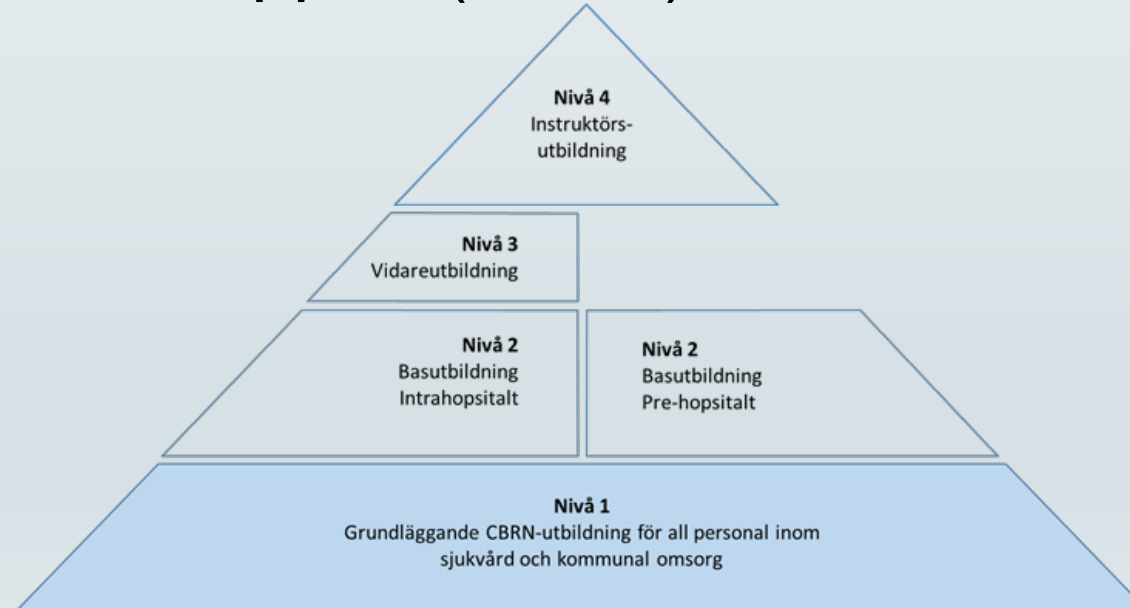 Nivå 4
Instruktörs-
utbildning
Nivå 3
Vidareutbildning
Nivå 2
Basutbildning
Intrahopsitalt
Nivå 2
Basutbildning
Pre-hopsitalt
Nivå 1
Grundläggande CBRN-utbildning för all personal inom
sjukvård och kommunal omsorg